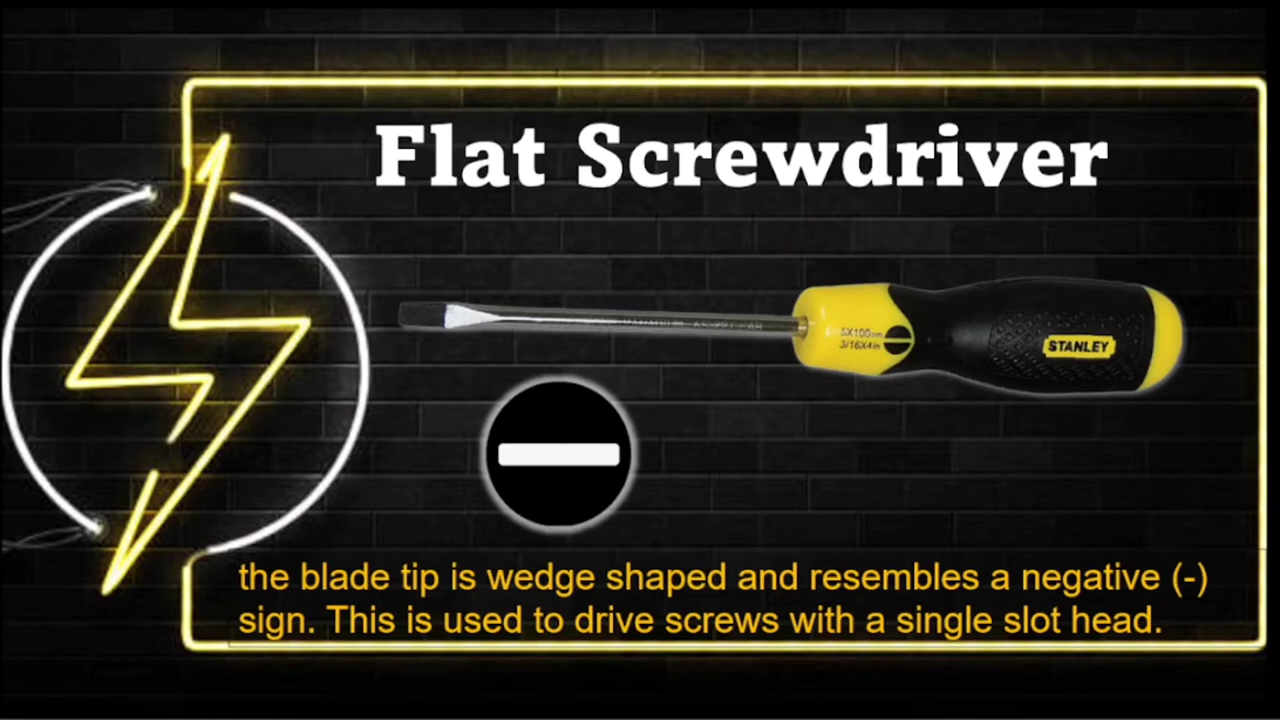 Flat Screwdriver
5X100mm
3/16X4in
STANLEY
the blade tip is wedge shaped and resembles a negative (-)
sign. This is used to drive screws with a single slot head.